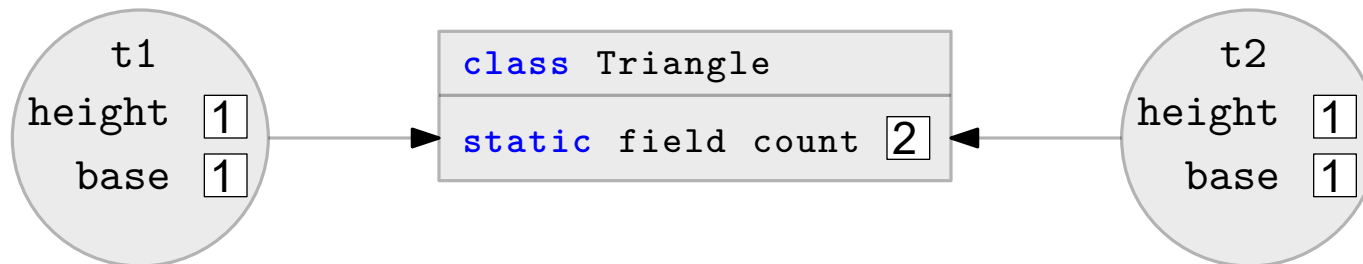 t1
height 1
base 1
class Triangle
static field count 2
t2
height 1
base 1